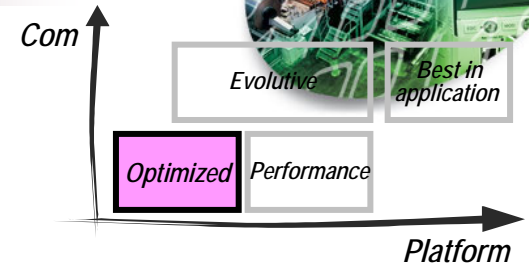 Com
Evolutive
Best in
application
Optimized
Performance
Platform